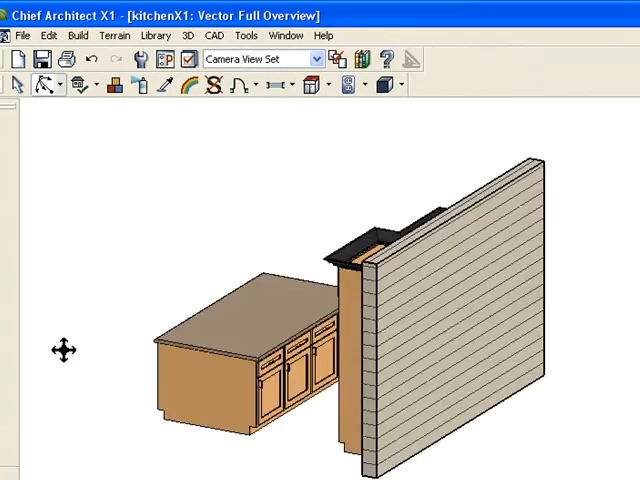 Chief Architect X1 - [kitchenX1: Vector Full Overview]
File Edit Build Terrain Library 3D CAD Tools Window Help
Camera View Set